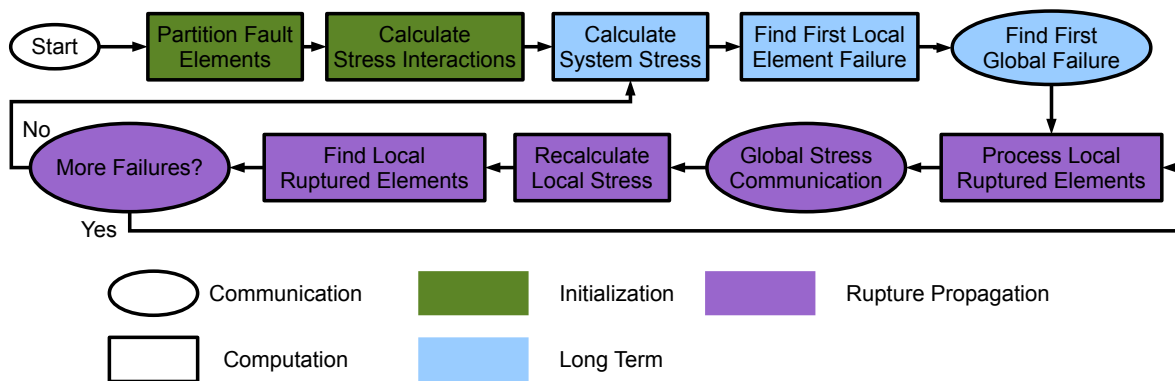 Start
Partition Fault
Elements
Calculate
Stress Interactions
Calculate
System Stress
Find First Local
Element Failure
Find First
Global Failure
No
More Failures?
Find Local
Ruptured Elements
Recalculate
Local Stress
Global Stress
Communication
Process Local
Ruptured Elements
Yes
Communication
Initialization
Rupture Propagation
Computation
Long Term